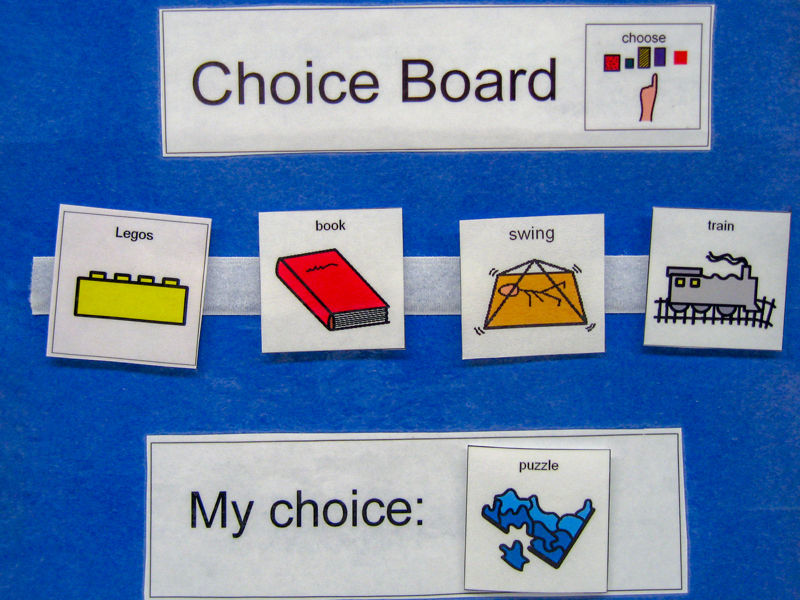 Choice Board
choose
Legos
book
swing
train
My choice:
puzzle